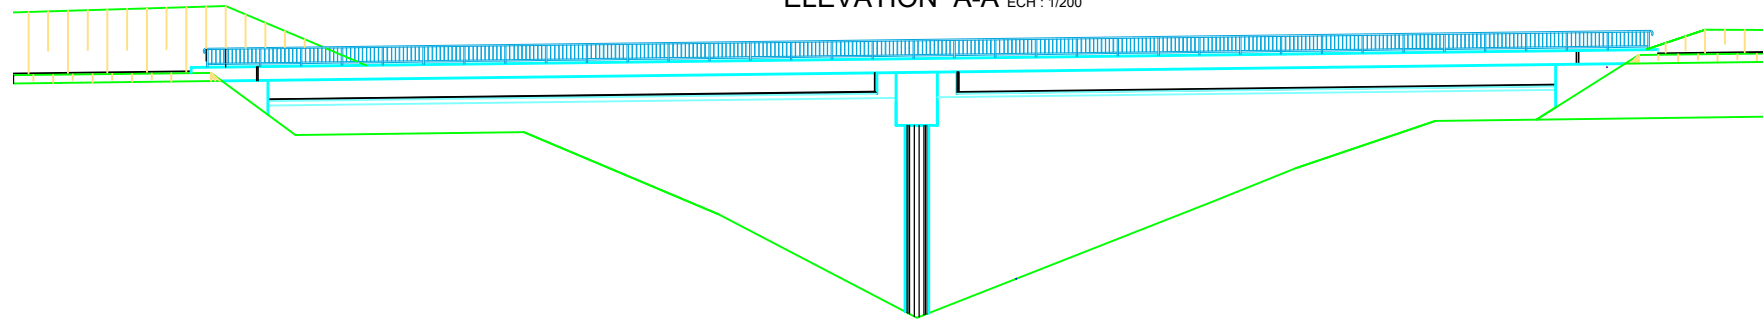 ELEVATION A-A ECH : 1/200